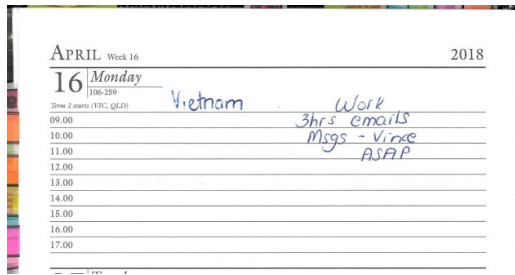 APRIL Week 16 2018
16 Monday
106-259
Term 2 starts (VIC, QLD)
Vietnam Work
09.00 3hrs emails
10.00 Msgs - Vince
11.00 ASAP
12.00
13.00
14.00
15.00
16.00
17.00